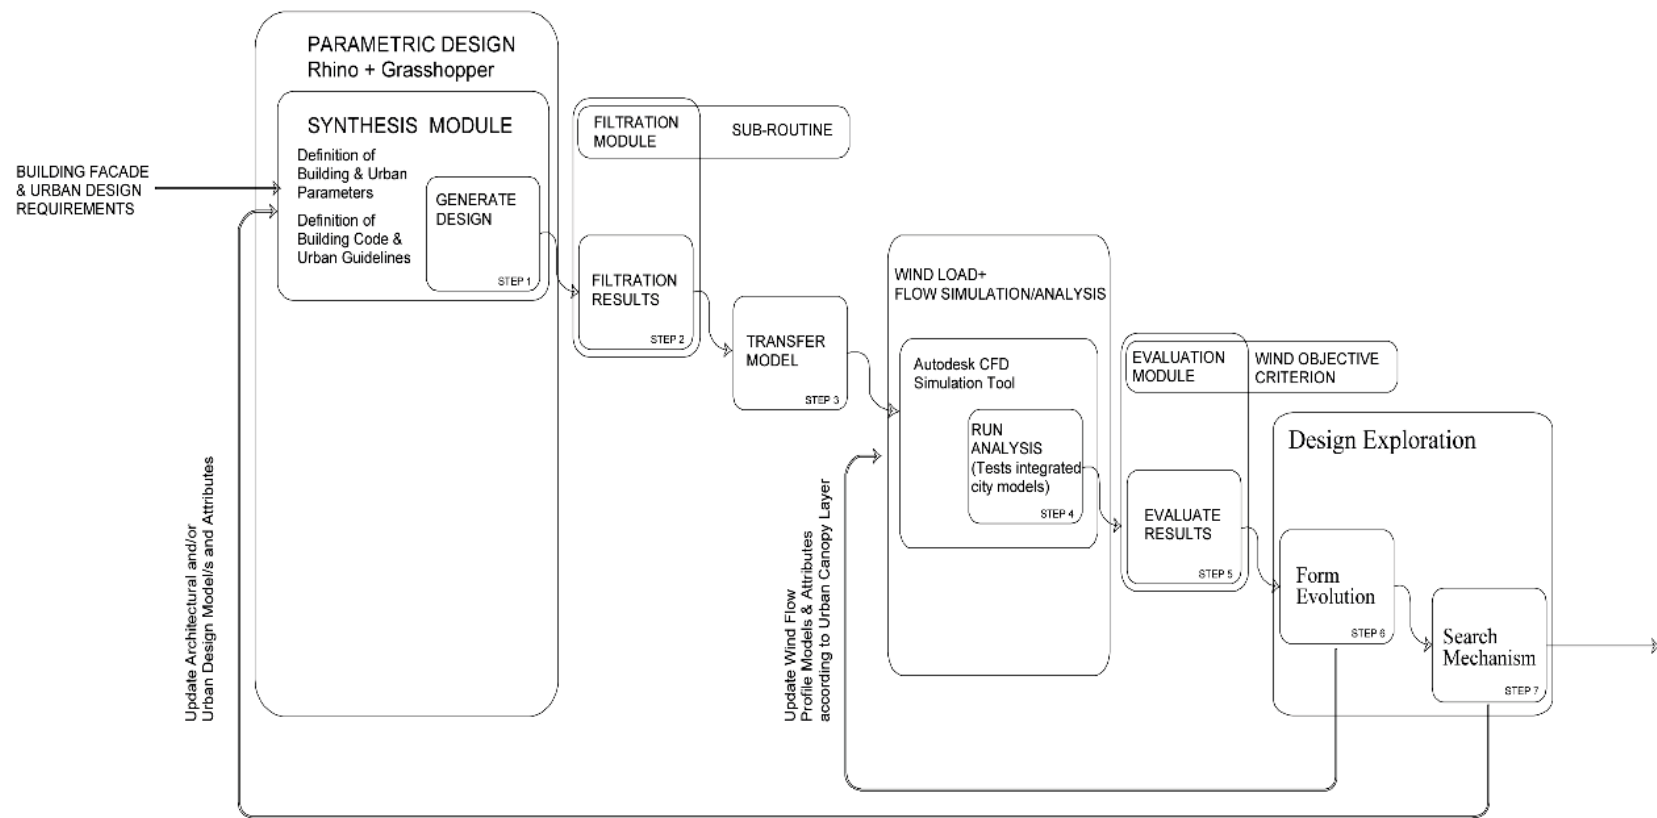 PARAMETRIC DESIGN
Rhino + Grasshopper
SYNTHESIS MODULE
Definition of
Building & Urban
Parameters
Definition of
Building Code &
Urban Guidelines
GENERATE
DESIGN
STEP 1
BUILDING FACADE
& URBAN DESIGN
REQUIREMENTS
FILTRATION
MODULE
SUB-ROUTINE
FILTRATION
RESULTS
STEP 2
TRANSFER
MODEL
STEP 3
WIND LOAD+
FLOW SIMULATION/ANALYSIS
Autodesk CFD
Simulation Tool
RUN
ANALYSIS
(Tests integrated
city models)
STEP 4
EVALUATION
MODULE
WIND OBJECTIVE
CRITERION
EVALUATE
RESULTS
STEP 5
Design Exploration
Form
Evolution
STEP 6
Search
Mechanism
STEP 7
Update Architectural and/or
Urban Design Model/s and Attributes
Update Wind Flow
Profile Models & Attributes
according to Urban Canopy Layer